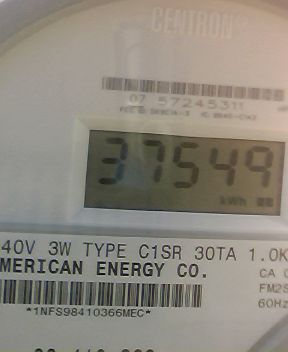 CENTRON®
07 57245311
37549
kWh
40V 3W TYPE C1SR 30TA 1.0K
MERICAN ENERGY CO.
CA
FM2S
60Hz
*1NFS98410366MEC*